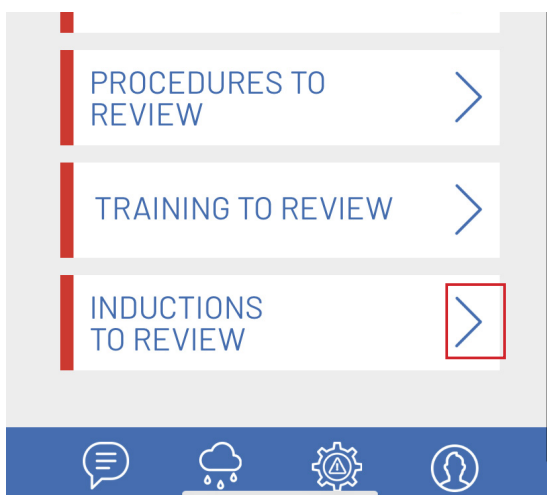 PROCEDURES TO
REVIEW
TRAINING TO REVIEW
INDUCTIONS
TO REVIEW